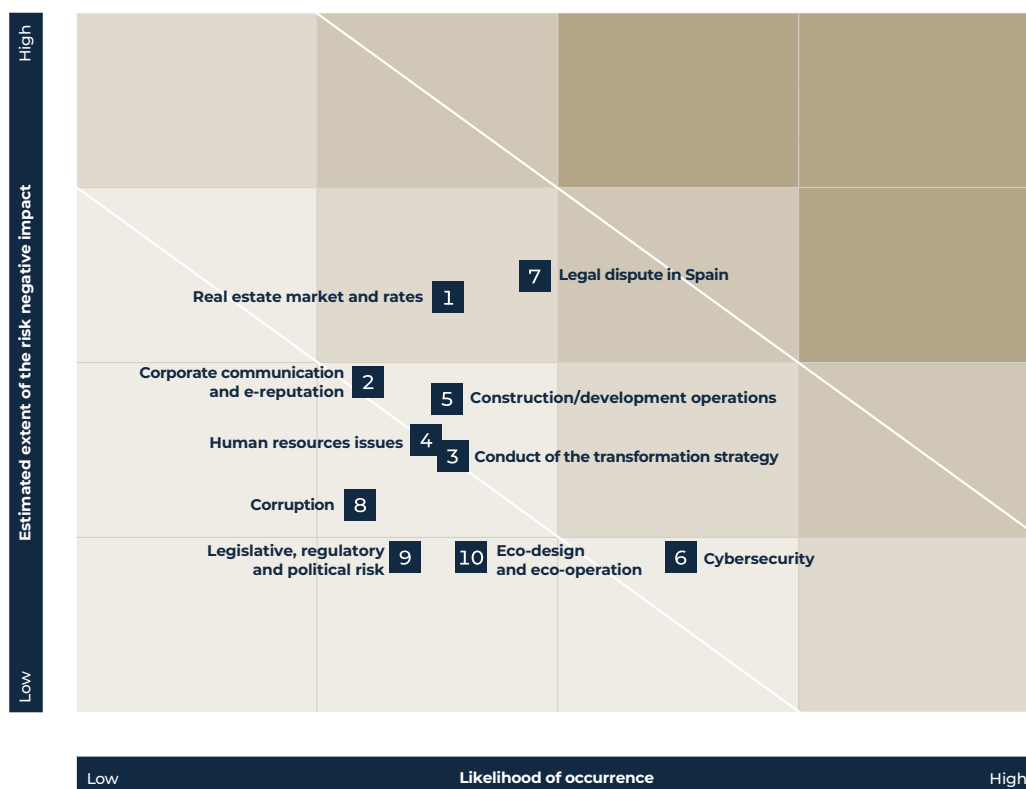 High
Estimated extent of the risk negative impact
Low
7 Legal dispute in Spain
Real estate market and rates 1
Corporate communication
and e-reputation 2
5 Construction/development operations
Human resources issues 4
3 Conduct of the transformation strategy
Corruption 8
Legislative, regulatory
and political risk 9
10 Eco-design
and eco-operation
6 Cybersecurity
Low Likelihood of occurrence High